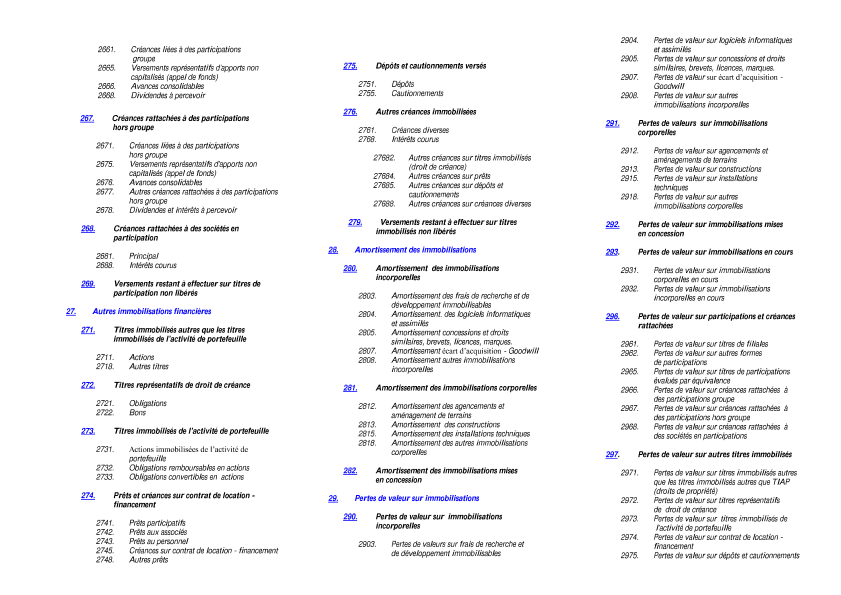 2661. Créances liées à des participations
groupe
2665. Versements représentatifs d'apports non
capitalisés (appel de fonds)
2666. Avances consolidables
2668. Dividendes à percevoir
267. Créances rattachées à des participations
hors groupe
2671. Créances liées à des participations
hors groupe
2675. Versements représentatifs d'apports non
capitalisés (appel de fonds)
2676. Avances consolidables
2677. Autres créances rattachées à des participations
hors groupe
2678. Dividendes et intérêts à percevoir
268. Créances rattachées à des sociétés en
participation
2681. Principal
2688. Intérêts courus
269. Versements restant à effectuer sur titres de
participation non libérés
27. Autres immobilisations financières
271. Titres immobilisés autres que les titres
immobilisés de l'activité de portefeuille
2711. Actions
2718. Autres titres
272. Titres représentatifs de droit de créance
2721. Obligations
2722. Bons
273. Titres immobilisés de l'activité de portefeuille
2731. Actions immobilisées de l'activité de
portefeuille
2732. Obligations remboursables en actions
2733. Obligations convertibles en actions
274. Prêts et créances sur contrat de location -
financement
2741. Prêts participatifs
2742. Prêts aux associés
2743. Prêts au personnel
2745. Créances sur contrat de location - financement
2748. Autres prêts
275. Dépôts et cautionnements versés
2751. Dépôts
2755. Cautionnements
276. Autres créances immobilisées
2761. Créances diverses
2768. Intérêts courus
27682. Autres créances sur titres immobilisés
(droit de créance)
27684. Autres créances sur prêts
27685. Autres créances sur dépôts et
cautionnements
27688. Autres créances sur créances diverses
279. Versements restant à effectuer sur titres
immobilisés non libérés
28. Amortissement des immobilisations
280. Amortissement des immobilisations
incorporelles
2803. Amortissement des frais de recherche et de
développement immobilisables
2804. Amortissement. des logiciels informatiques
et assimilés
2805. Amortissement concessions et droits
similaires, brevets, licences, marques.
2807. Amortissement écart d'acquisition - Goodwill
2808. Amortissement autres immobilisations
incorporelles
281. Amortissement des immobilisations corporelles
2812. Amortissement des agencements et
aménagement de terrains
2813. Amortissement des constructions
2815. Amortissement des installations techniques
2818. Amortissement des autres immobilisations
corporelles
282. Amortissement des immobilisations mises
en concession
29. Pertes de valeur sur immobilisations
290. Pertes de valeur sur immobilisations
incorporelles
2903. Pertes de valeurs sur frais de recherche et
de développement immobilisables
2904. Pertes de valeur sur logiciels informatiques
et assimilés
2905. Pertes de valeur sur concessions et droits
similaires, brevets, licences, marques.
2907. Pertes de valeur sur écart d'acquisition -
Goodwill
2908. Pertes de valeur sur autres
immobilisations incorporelles
291. Pertes de valeurs sur immobilisations
corporelles
2912. Pertes de valeur sur agencements et
aménagements de terrains
2913. Pertes de valeur sur constructions
2915. Pertes de valeur sur installations
techniques
2918. Pertes de valeur sur autres
immobilisations corporelles
292. Pertes de valeur sur immobilisations mises
en concession
293. Pertes de valeur sur immobilisations en cours
2931. Pertes de valeur sur immobilisations
corporelles en cours
2932. Pertes de valeur sur immobilisations
incorporelles en cours
296. Pertes de valeur sur participations et créances
rattachées
2961. Pertes de valeur sur titres de filiales
2962. Pertes de valeur sur autres formes
de participations
2965. Pertes de valeur sur titres de participations
évalués par équivalence
2966. Pertes de valeur sur créances rattachées à
des participations groupe
2967. Pertes de valeur sur créances rattachées à
des participations hors groupe
2968. Pertes de valeur sur créances rattachées à
des sociétés en participations
297. Pertes de valeur sur autres titres immobilisés
2971. Pertes de valeur sur titres immobilisés autres
que les titres immobilisés autres que TIAP
(droits de propriété)
2972. Pertes de valeur sur titres représentatifs
de droit de créance
2973. Pertes de valeur sur titres immobilisés de
l'activité de portefeuille
2974. Pertes de valeur sur contrat de location -
financement
2975. Pertes de valeur sur dépôts et cautionnements